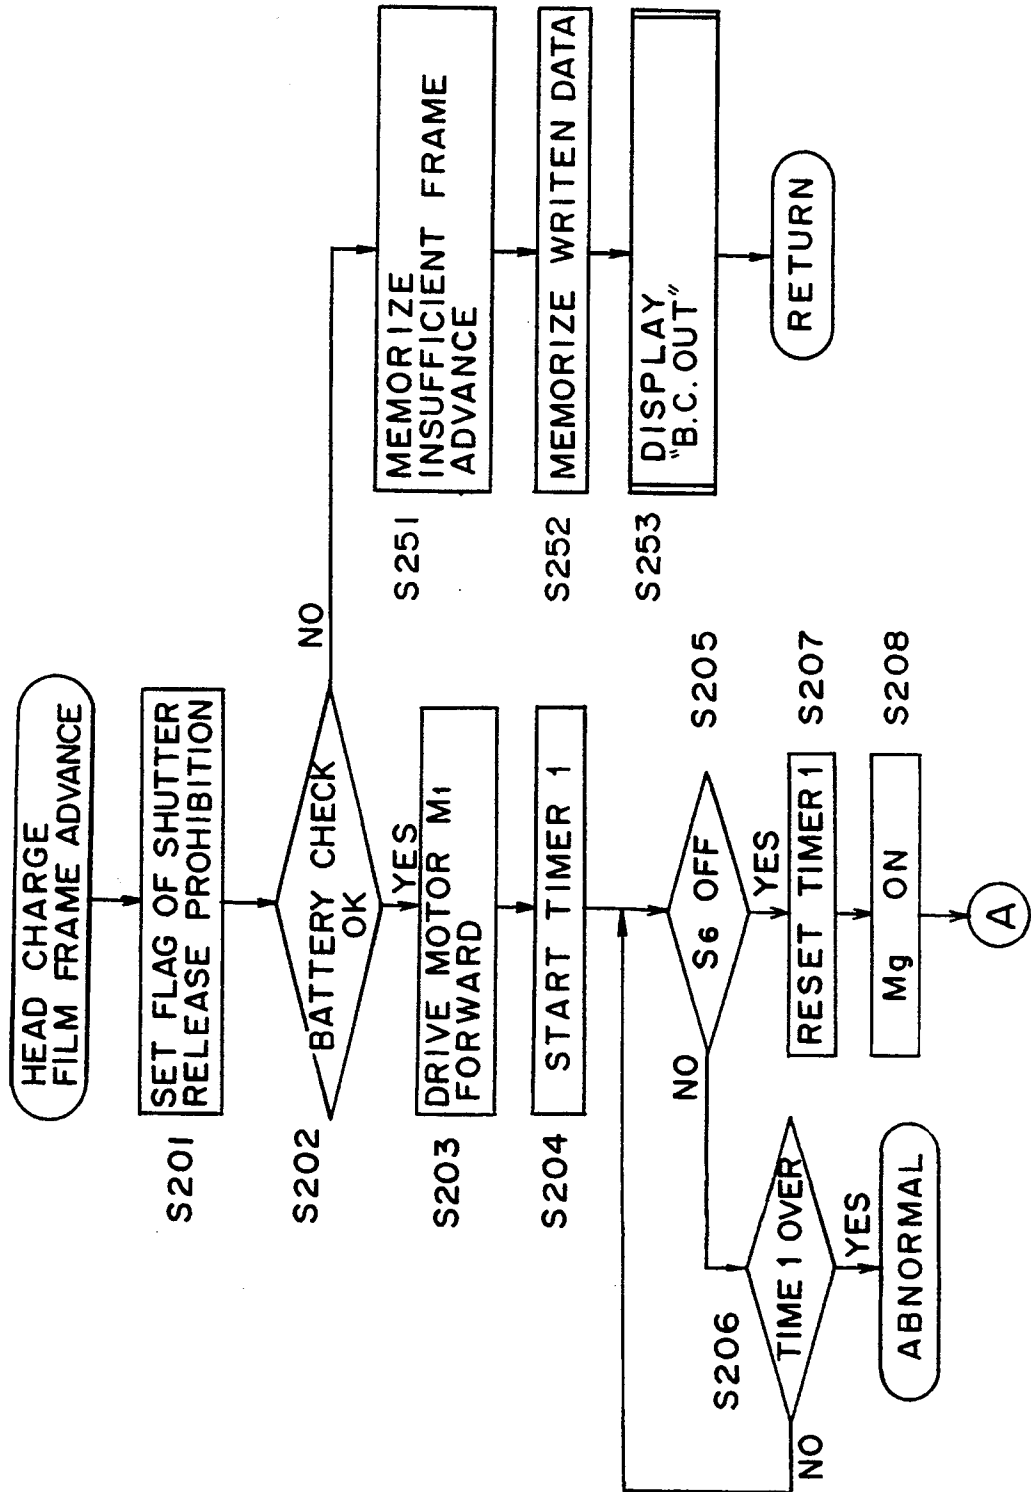 HEAD CHARGE
FILM FRAME ADVANCE
S201
SET FLAG OF SHUTTER
RELEASE PROHIBITION
S202
BATTERY CHECK
OK
NO
YES
S203
DRIVE MOTOR M1
FORWARD
S204
START TIMER 1
S205
S6 OFF
NO
YES
S206
TIME 1 OVER
NO
YES
ABNORMAL
S207
RESET TIMER 1
S208
Mg ON
A
S251
MEMORIZE
INSUFFICIENT FRAME
ADVANCE
S252
MEMORIZE WRITEN DATA
S253
DISPLAY
"B.C. OUT"
RETURN